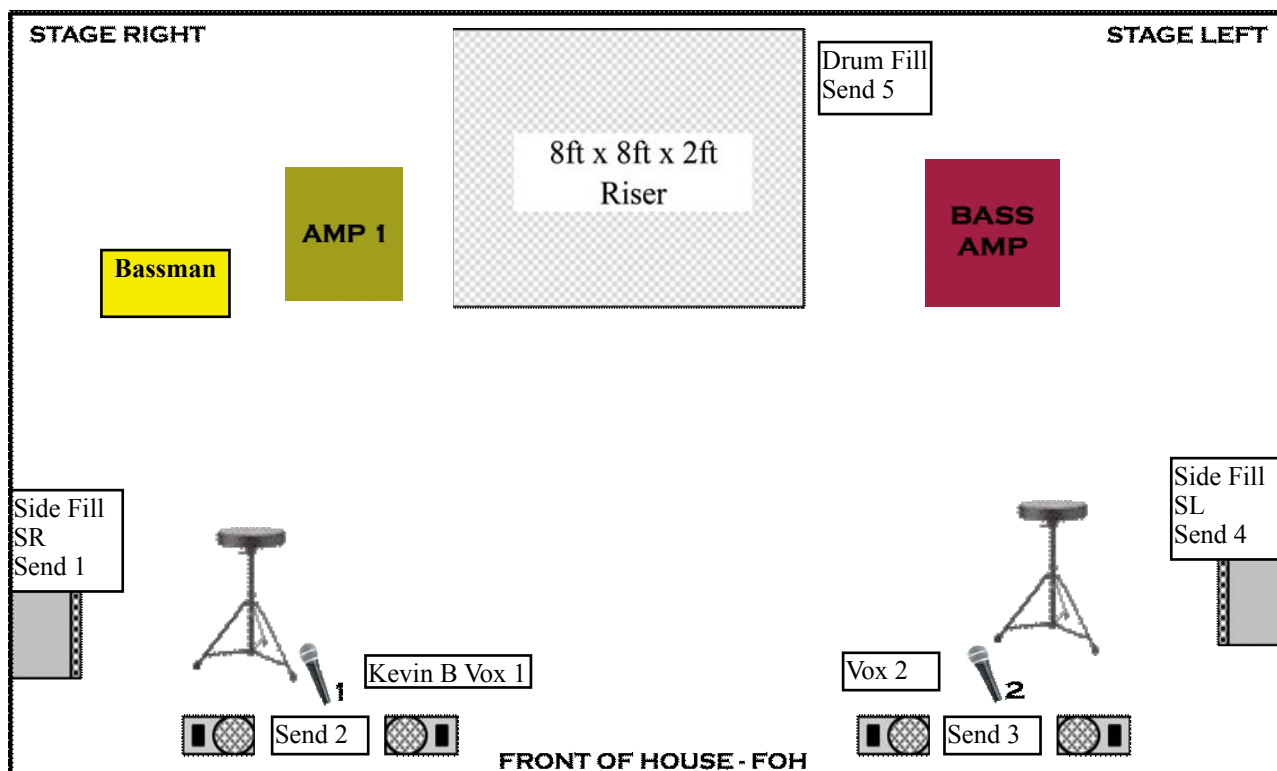 STAGE RIGHT
STAGE LEFT
Drum Fill
Send 5
8ft x 8ft x 2ft
Riser
AMP 1
BASS
AMP
Bassman
Side Fill
SR
Send 1
Side Fill
SL
Send 4
1
Kevin B Vox 1
Vox 2
2
Send 2
Send 3
FRONT OF HOUSE - FOH